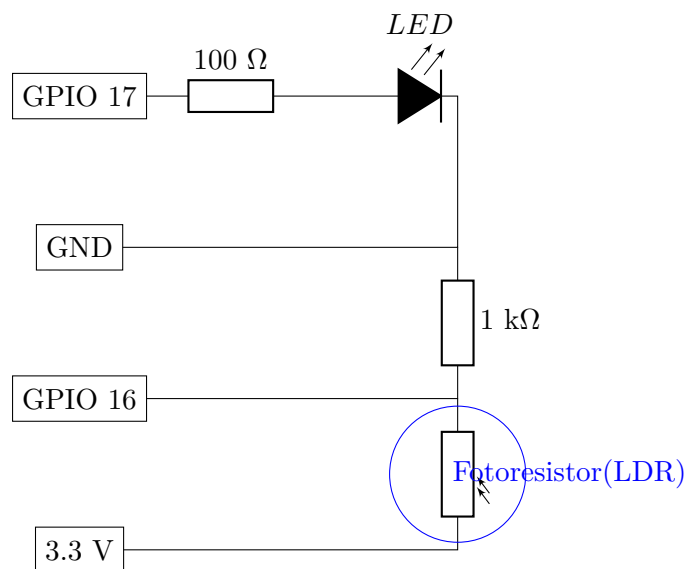 LED
100 Ω
GPIO 17
GND
1 kΩ
GPIO 16
Fotoresistor(LDR)
3.3 V